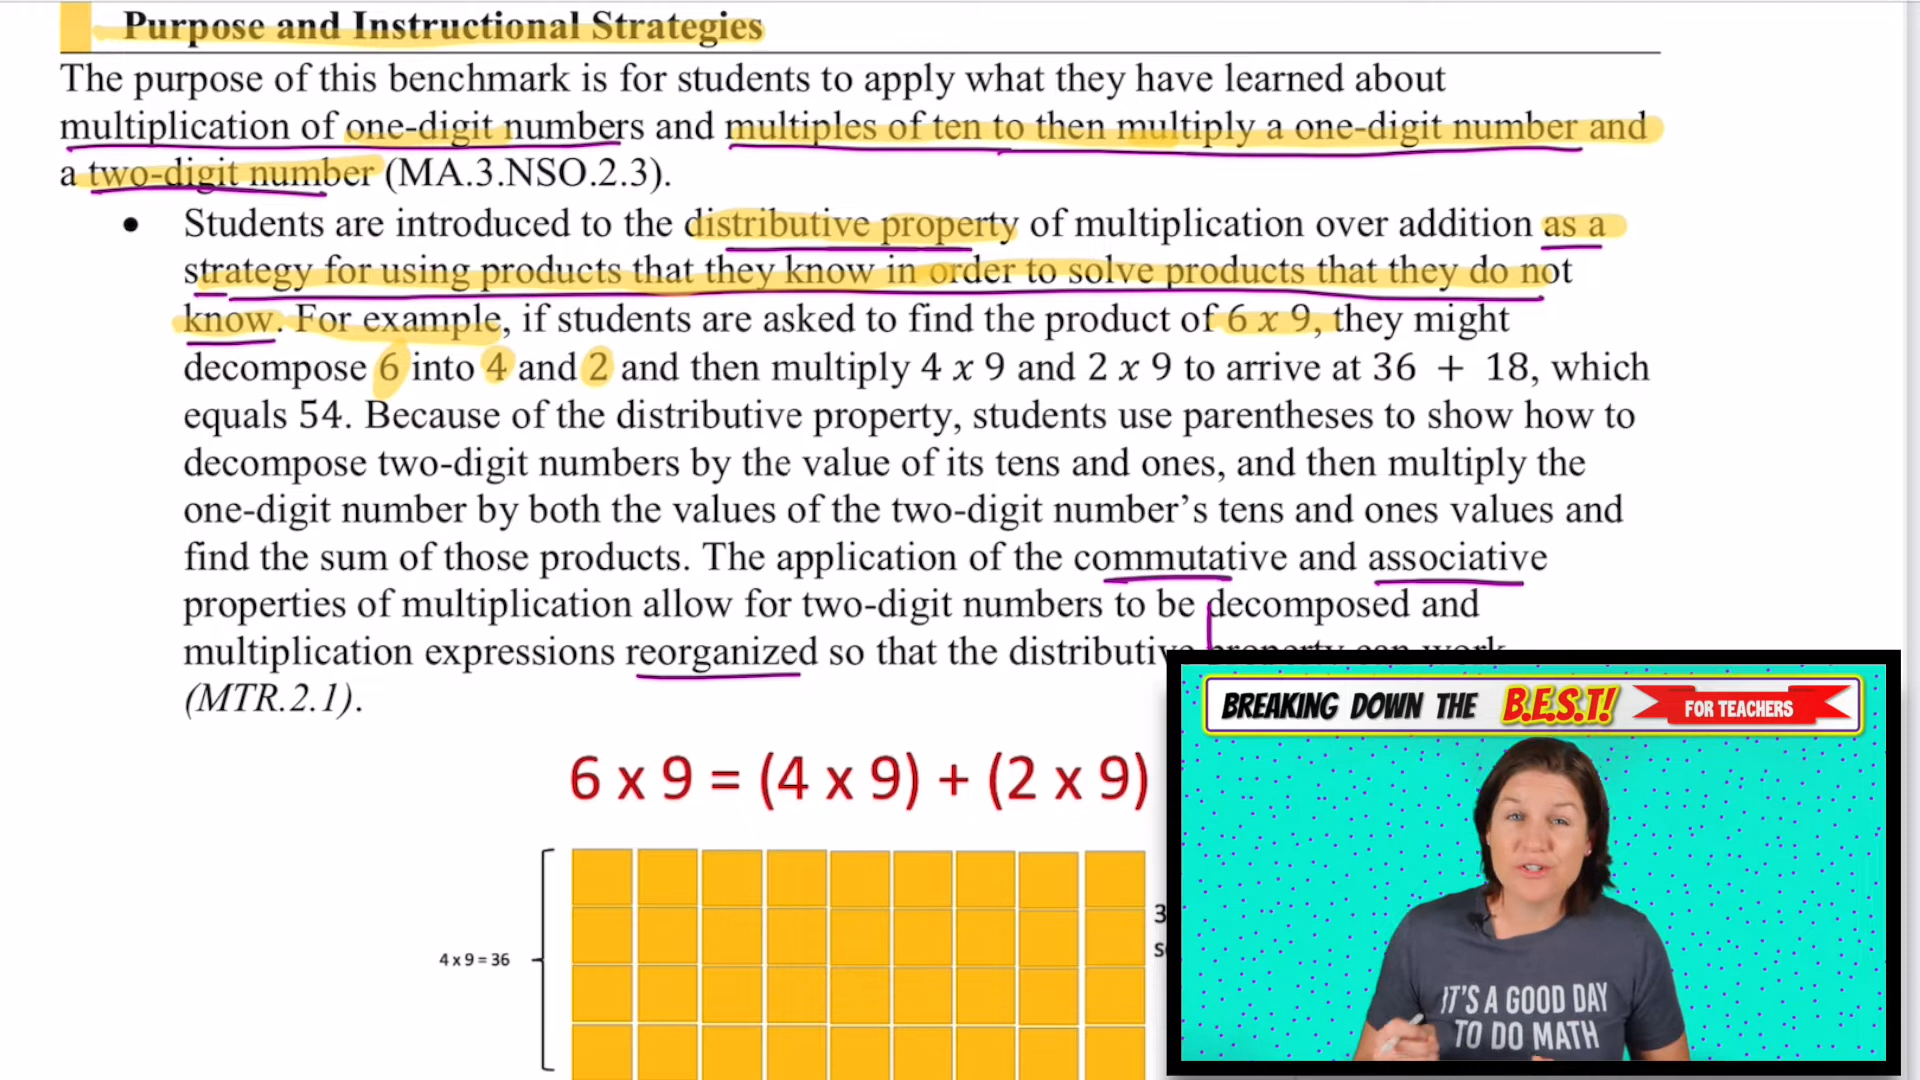 Purpose and Instructional Strategies
The purpose of this benchmark is for students to apply what they have learned about
multiplication of one-digit numbers and multiples of ten to then multiply a one-digit number and
a two-digit number (MA.3.NSO.2.3).
• Students are introduced to the distributive property of multiplication over addition as a
strategy for using products that they know in order to solve products that they do not
know. For example, if students are asked to find the product of 6 x 9, they might
decompose 6 into 4 and 2 and then multiply 4 x 9 and 2 x 9 to arrive at 36 + 18, which
equals 54. Because of the distributive property, students use parentheses to show how to
decompose two-digit numbers by the value of its tens and ones, and then multiply the
one-digit number by both the values of the two-digit number’s tens and ones values and
find the sum of those products. The application of the commutative and associative
properties of multiplication allow for two-digit numbers to be decomposed and
multiplication expressions reorganized so that the distributive property can work
(MTR.2.1).
BREAKING DOWN THE B.E.S.T! FOR TEACHERS
6 x 9 = (4 x 9) + (2 x 9)
4 x 9 = 36
IT'S A GOOD DAY
TO DO MATH